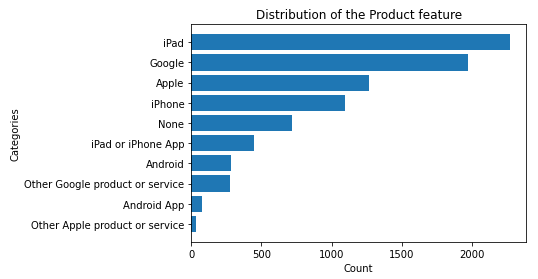 Distribution of the Product feature
Categories
iPad
Google
Apple
iPhone
None
iPad or iPhone App
Android
Other Google product or service
Android App
Other Apple product or service
0 500 1000 1500 2000
Count